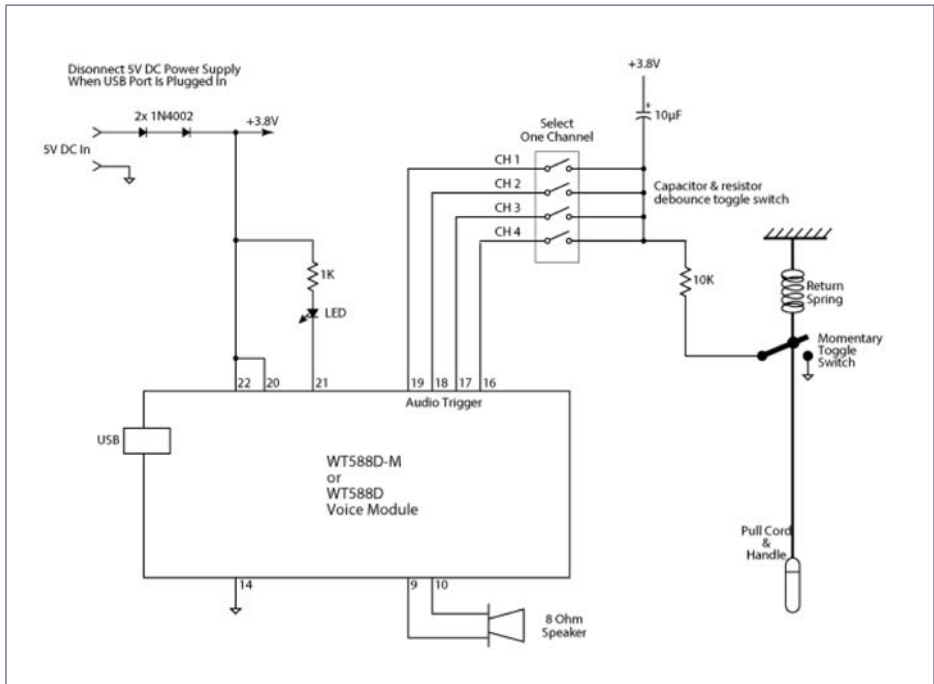 Disonnect 5V DC Power Supply
When USB Port Is Plugged In
2x 1N4002
+3.8V
5V DC In
+3.8V
+
10µF
Select
One Channel
CH 1
CH 2
CH 3
CH 4
Capacitor & resistor
debounce toggle switch
1K
LED
10K
Return
Spring
Momentary
Toggle
Switch
22
20
21
19
18
17
16
Audio Trigger
USB
WT588D-M
or
WT588D
Voice Module
Pull Cord
&
Handle
14
9
10
8 Ohm
Speaker